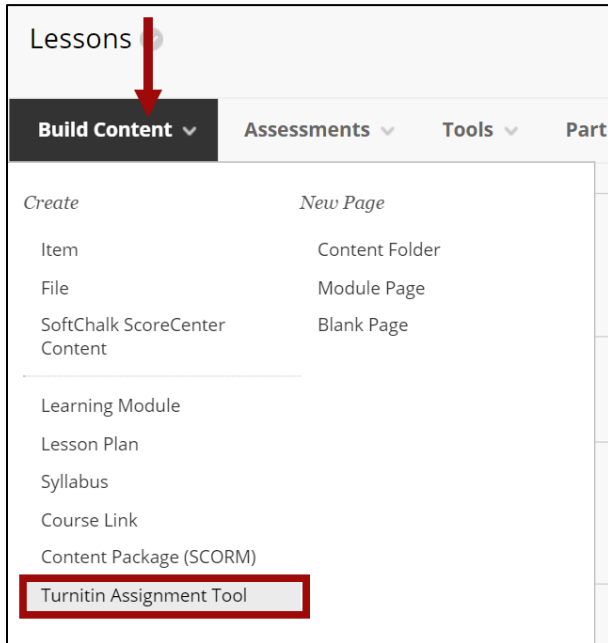 Lessons
Build Content Assessments Tools Part
Create
Item
File
SoftChalk ScoreCenter
Content
Learning Module
Lesson Plan
Syllabus
Course Link
Content Package (SCORM)
Turnitin Assignment Tool
New Page
Content Folder
Module Page
Blank Page